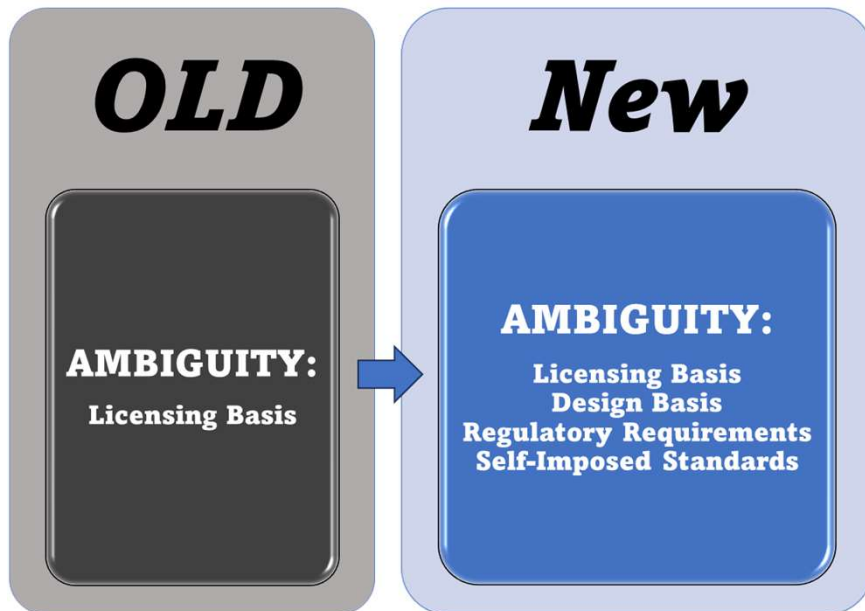 OLD
AMBIGUITY:
Licensing Basis
New
AMBIGUITY:
Licensing Basis
Design Basis
Regulatory Requirements
Self-Imposed Standards